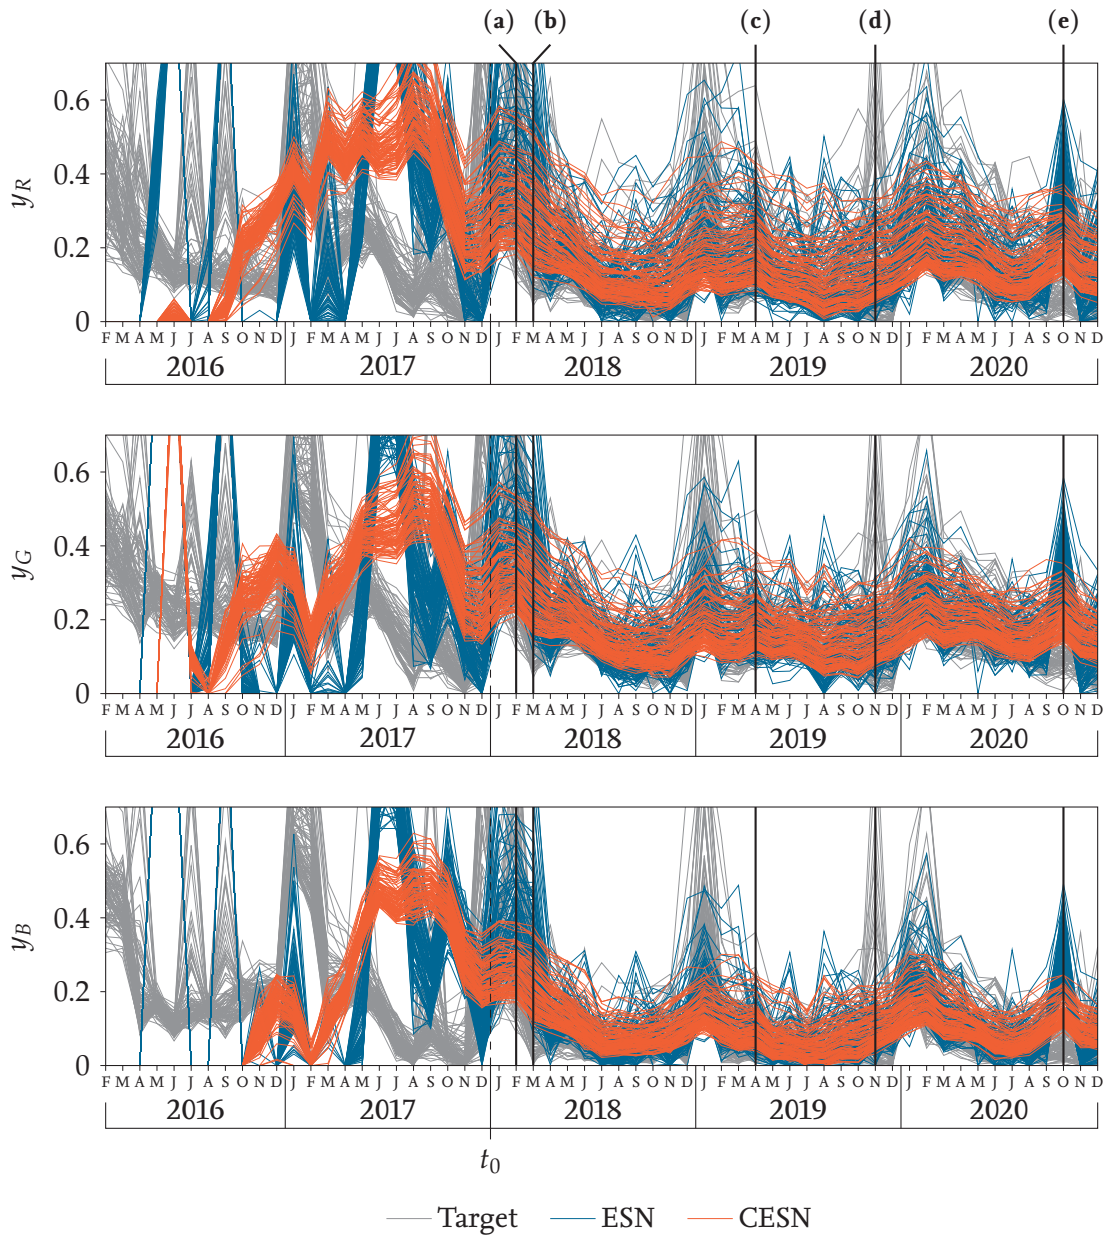 (a) (b) (c) (d) (e)
y_R
0.6
0.4
0.2
0
F M A M J J A S O N D J F M A M J J A S O N D J F M A M J J A S O N D J F M A M J J A S O N D J F M A M J J A S O N D
2016 2017 2018 2019 2020
y_G
0.6
0.4
0.2
0
F M A M J J A S O N D J F M A M J J A S O N D J F M A M J J A S O N D J F M A M J J A S O N D J F M A M J J A S O N D
2016 2017 2018 2019 2020
y_B
0.6
0.4
0.2
0
F M A M J J A S O N D J F M A M J J A S O N D J F M A M J J A S O N D J F M A M J J A S O N D J F M A M J J A S O N D
2016 2017 2018 2019 2020
t_0
Target ESN CESN